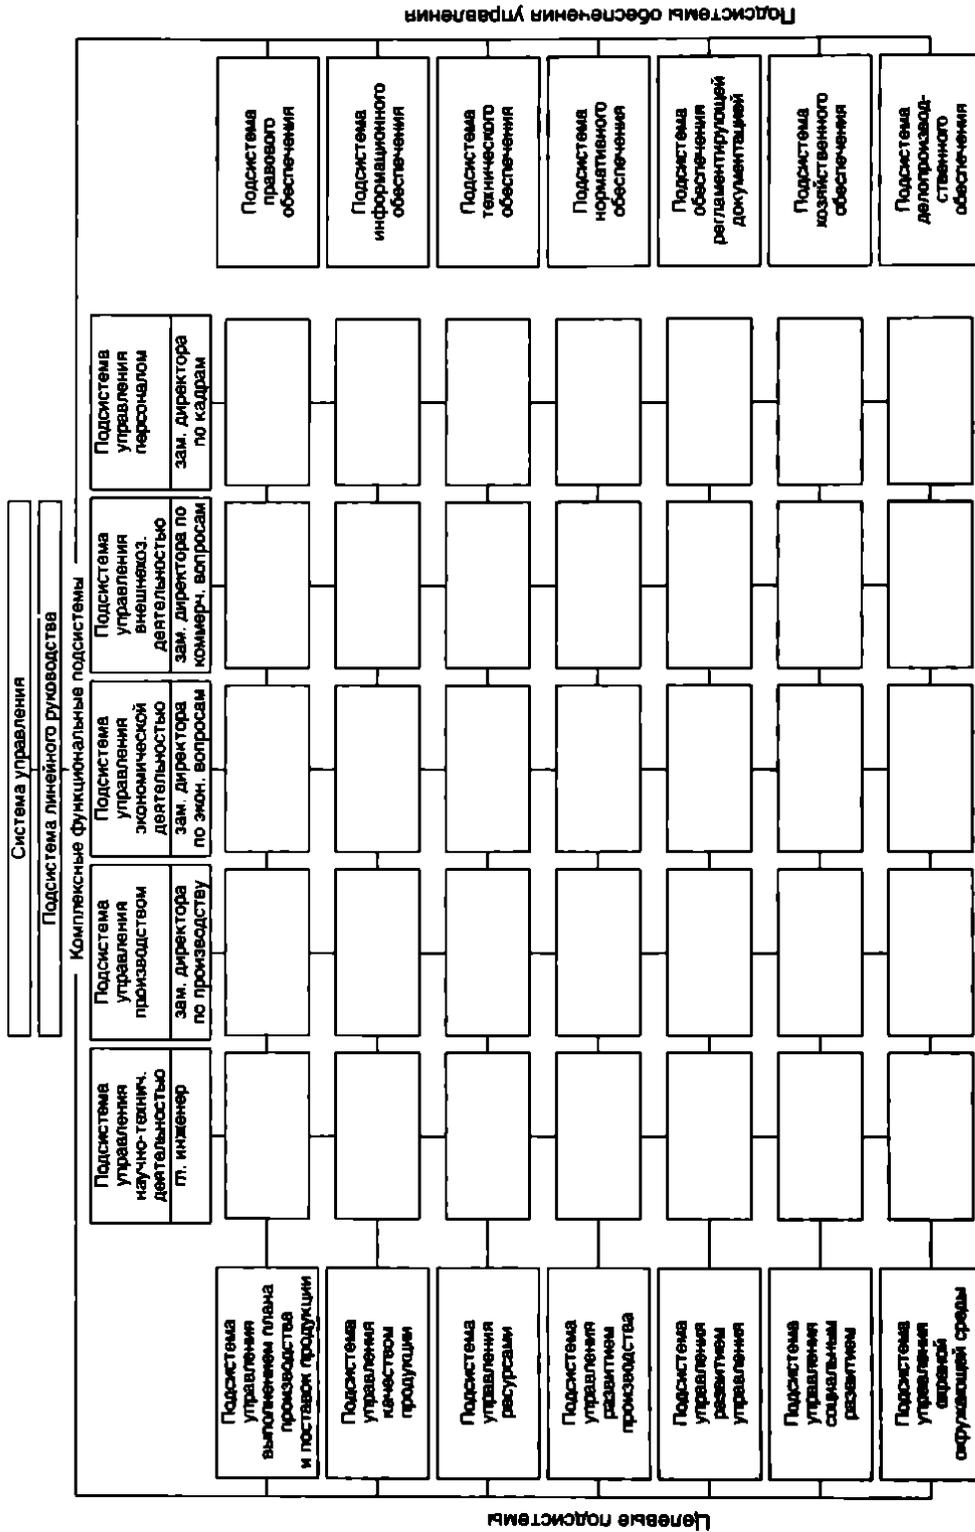 Система управления
Подсистема линейного руководства
Комплексные функциональные подсистемы
Подсистема
управления
научно-технич.
деятельностью
гл. инженер
Подсистема
управления
производством
зам. директора
по производству
Подсистема
управления
экономической
деятельностью
зам. директора
по экон. вопросам
Подсистема
управления
внешнехоз.
деятельностью
зам. директора по
коммерч. вопросам
Подсистема
управления
персоналом
зам. директора
по кадрам
Целевые подсистемы
Подсистема
управления
выполнением плана
производства
и поставок продукции
Подсистема
управления
качеством
продукции
Подсистема
управления
ресурсами
Подсистема
управления
развитием
производства
Подсистема
управления
развитием
управления
Подсистема
управления
социальным
развитием
Подсистема
управления
охраной
окружающей среды
Подсистемы обеспечения управления
Подсистема
правового
обеспечения
Подсистема
информационного
обеспечения
Подсистема
технического
обеспечения
Подсистема
нормативного
обеспечения
Подсистема
обеспечения
регламентирующей
документацией
Подсистема
хозяйственного
обеспечения
Подсистема
делопроизвод-
ственного
обеспечения